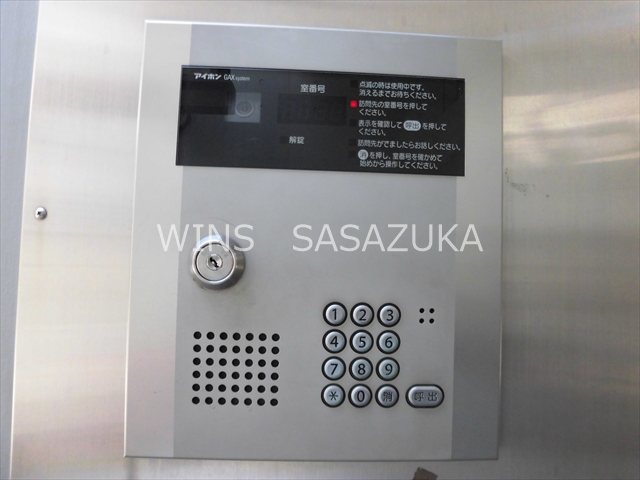 アイホン GAX system
室番号
解錠
点滅の時は使用中です。
消えるまでお待ちください。
訪問先の室番号を押して
ください。
表示を確認して 呼出 を押して
ください。
訪問先がでましたらお話しください。
消 を押し、室番号を確かめて
始めから操作してください。
WINS SASAZUKA
1 2 3
4 5 6
7 8 9
* 0 消 呼出